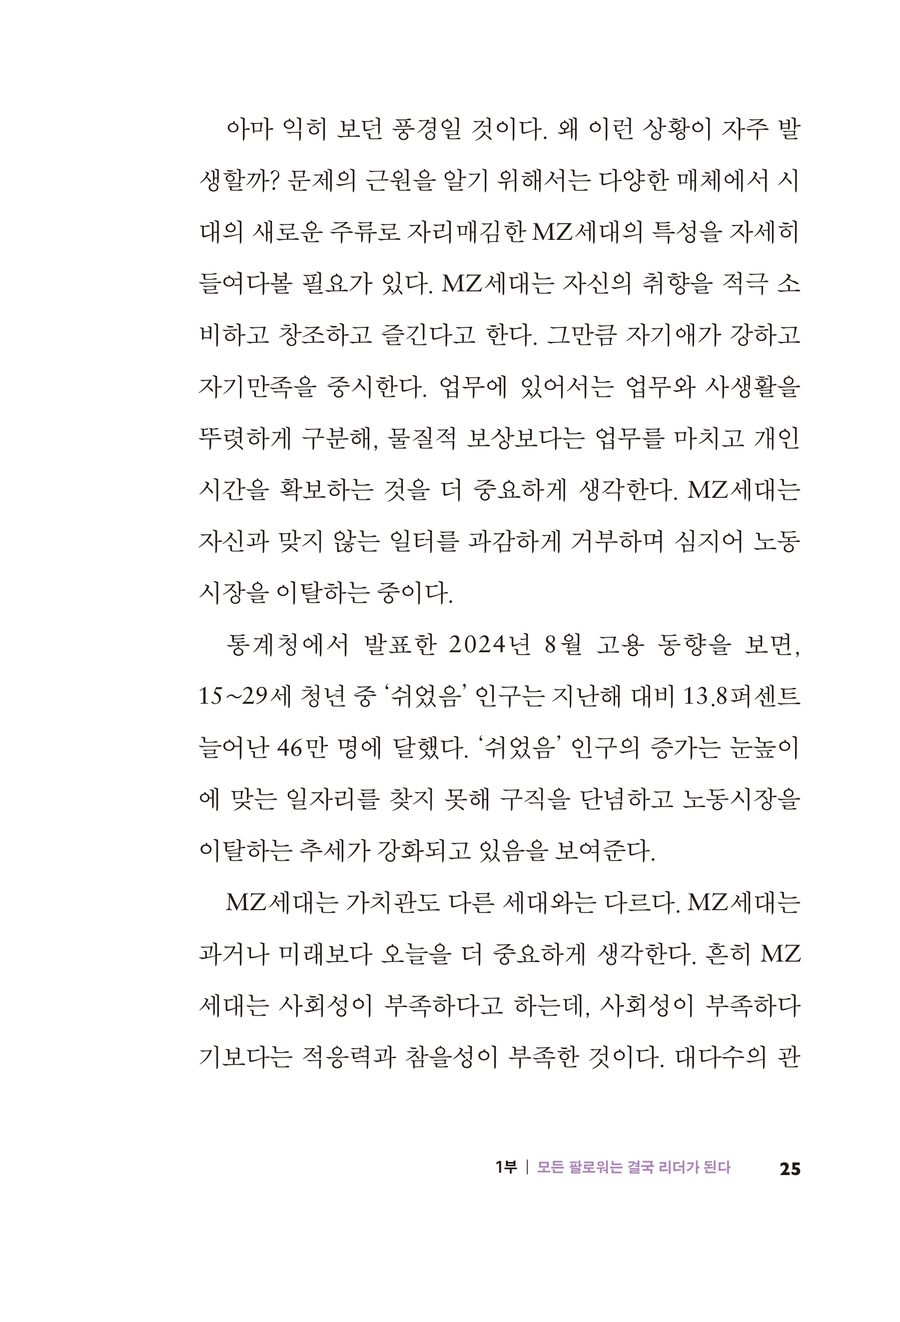 아마 익히 보던 풍경일 것이다. 왜 이런 상황이 자주 발
생할까? 문제의 근원을 알기 위해서는 다양한 매체에서 시
대의 새로운 주류로 자리매김한 MZ세대의 특성을 자세히
들여다볼 필요가 있다. MZ세대는 자신의 취향을 적극 소
비하고 창조하고 즐긴다고 한다. 그만큼 자기애가 강하고
자기만족을 중시한다. 업무에 있어서는 업무와 사생활을
뚜렷하게 구분해, 물질적 보상보다는 업무를 마치고 개인
시간을 확보하는 것을 더 중요하게 생각한다. MZ세대는
자신과 맞지 않는 일터를 과감하게 거부하며 심지어 노동
시장을 이탈하는 중이다.
통계청에서 발표한 2024년 8월 고용 동향을 보면,
15~29세 청년 중 ‘쉬었음’ 인구는 지난해 대비 13.8퍼센트
늘어난 46만 명에 달했다. ‘쉬었음’ 인구의 증가는 눈높이
에 맞는 일자리를 찾지 못해 구직을 단념하고 노동시장을
이탈하는 추세가 강화되고 있음을 보여준다.
MZ세대는 가치관도 다른 세대와는 다르다. MZ세대는
과거나 미래보다 오늘을 더 중요하게 생각한다. 흔히 MZ
세대는 사회성이 부족하다고 하는데, 사회성이 부족하다
기보다는 적응력과 참을성이 부족한 것이다. 대다수의 관
1부 | 모든 팔로워는 결국 리더가 된다 25